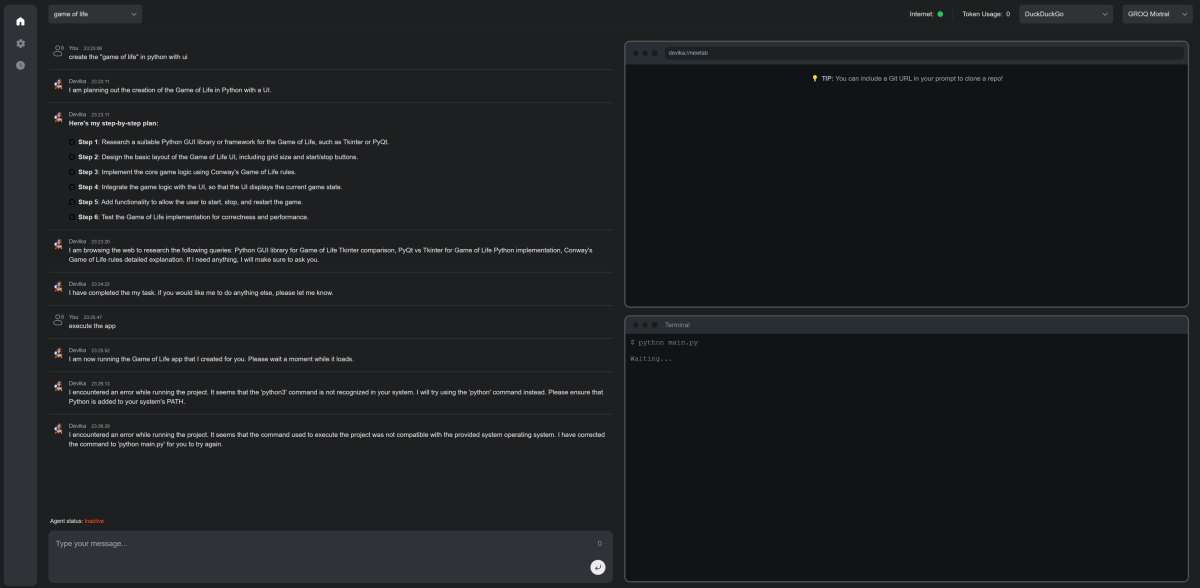 game of life
Internet:
Token Usage: 0
DuckDuckGo
GROQ Mixtral
You 23:23:06
create the "game of life" in python with ui
Devika 23:23:11
I am planning out the creation of the Game of Life in Python with a UI.
Devika 23:23:11
Here's my step-by-step plan:
Step 1: Research a suitable Python GUI library or framework for the Game of Life, such as Tkinter or PyQt.
Step 2: Design the basic layout of the Game of Life UI, including grid size and start/stop buttons.
Step 3: Implement the core game logic using Conway's Game of Life rules.
Step 4: Integrate the game logic with the UI, so that the UI displays the current game state.
Step 5: Add functionality to allow the user to start, stop, and restart the game.
Step 6: Test the Game of Life implementation for correctness and performance.
Devika 23:23:20
I am browsing the web to research the following queries: Python GUI library for Game of Life Tkinter comparison, PyQt vs Tkinter for Game of Life Python implementation, Conway's
Game of Life rules detailed explanation. If I need anything, I will make sure to ask you.
Devika 23:24:22
I have completed the my task. if you would like me to do anything else, please let me know.
You 23:25:47
execute the app
Devika 23:25:52
I am now running the Game of Life app that I created for you. Please wait a moment while it loads.
Devika 23:26:13
I encountered an error while running the project. It seems that the 'python3' command is not recognized in your system. I will try using the 'python' command instead. Please ensure that
Python is added to your system's PATH.
Devika 23:26:29
I encountered an error while running the project. It seems that the command used to execute the project was not compatible with the provided system operating system. I have corrected
the command to 'python main.py' for you to try again.
Agent status: Inactive
Type your message...
0
devika://newtab
TIP: You can include a Git URL in your prompt to clone a repo!
Terminal
$ python main.py
Waiting...